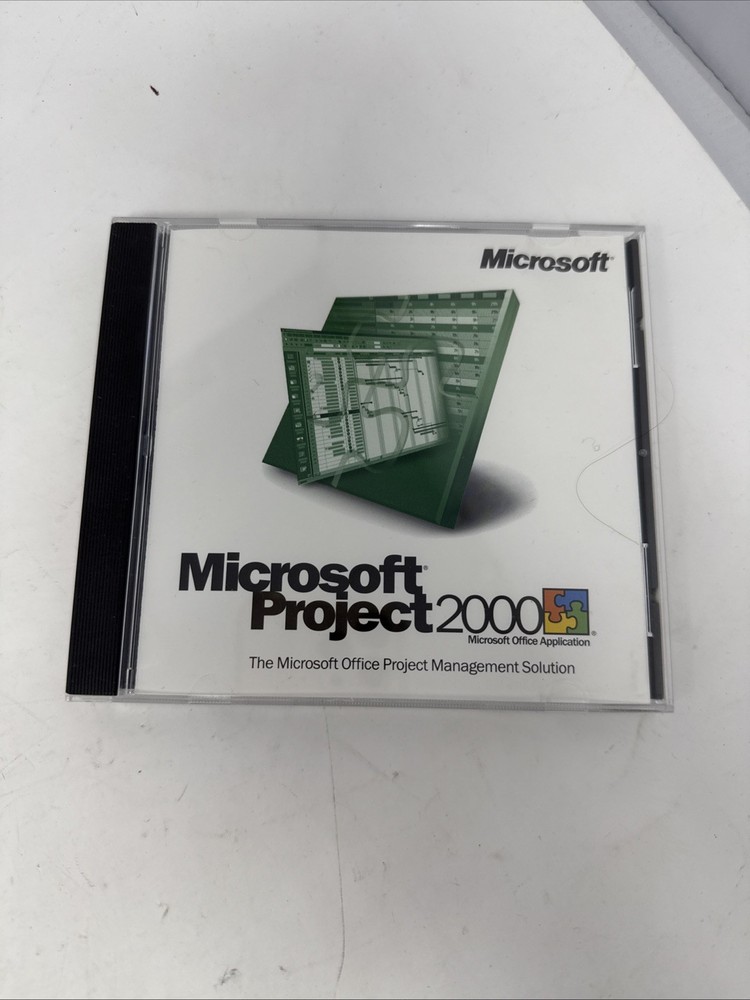 Microsoft®
Microsoft®
Project 2000
Microsoft Office Application
The Microsoft Office Project Management Solution